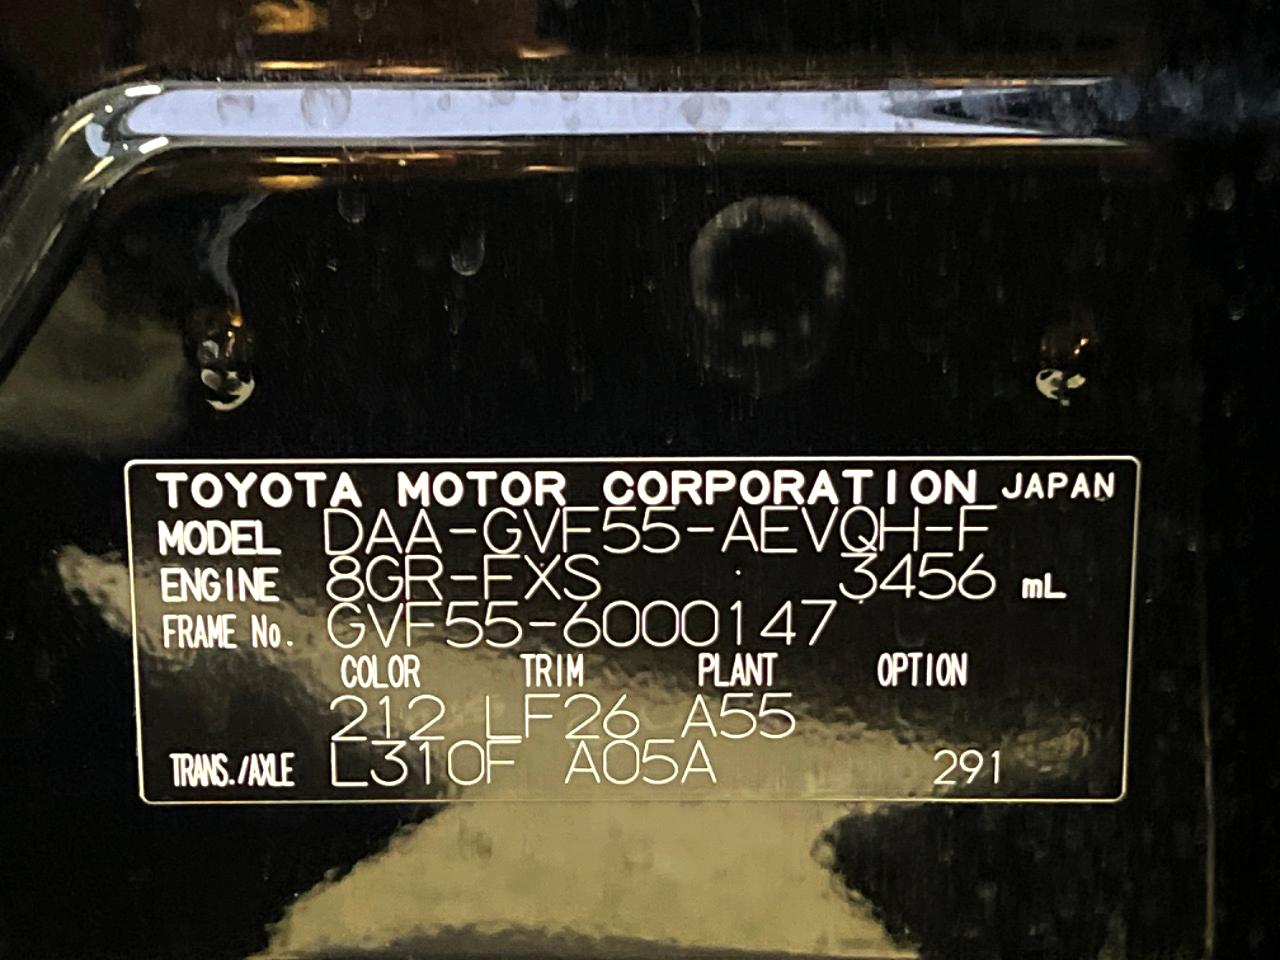 TOYOTA MOTOR CORPORATION JAPAN
MODEL DAA-GVF55-AEVQH-F
ENGINE 8GR-FXS 3456 mL
FRAME No. GVF55-6000147
COLOR TRIM PLANT OPTION
212 LF26 A55
TRANS./AXLE L310F A05A 291